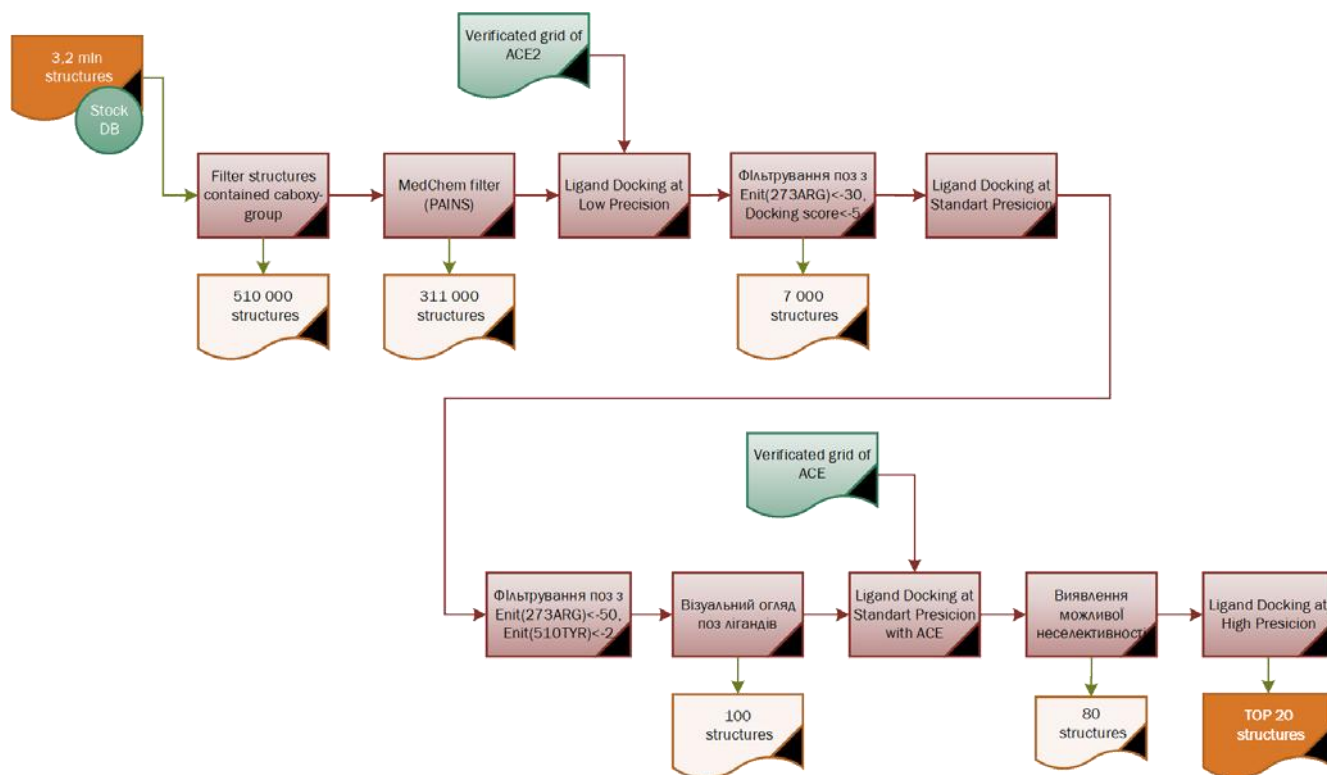 3,2 mln
structures
Stock
DB
Verificated grid of
ACE2
Filter structures
contained caboxy-
group
MedChem filter
(PAINS)
Ligand Docking at
Low Precision
Фільтрування поз з
Enit(273ARG)<-30,
Docking score<-5
Ligand Docking at
Standart Presicion
510 000
structures
311 000
structures
7 000
structures
Verificated grid of
ACE
Фільтрування поз з
Enit(273ARG)<-50,
Enit(510TYR)<-2
Візуальний огляд
поз лігандів
Ligand Docking at
Standart Presicion
with ACE
Виявлення
можливої
неселективності
Ligand Docking at
High Presicion
100
structures
80
structures
TOP 20
structures